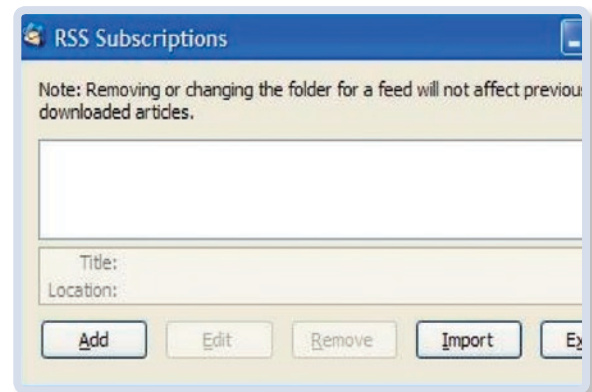 RSS Subscriptions
Note: Removing or changing the folder for a feed will not affect
downloaded articles.
Title:
Location:
Add Edit Remove Import